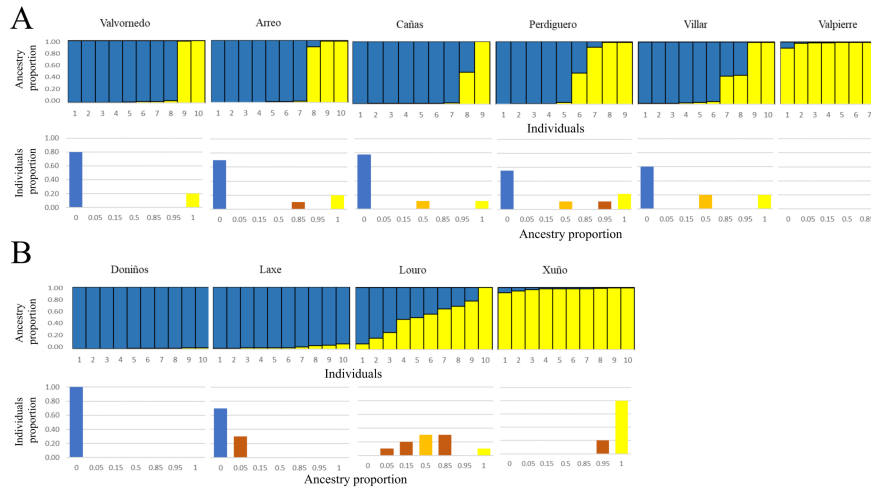 A
Valvornedo Arreo Cañas Perdiguero Villar Valpierre
Ancestry proportion
1.00
0.80
0.60
0.40
0.20
0.00
1 2 3 4 5 6 7 8 9 10 1 2 3 4 5 6 7 8 9 10 1 2 3 4 5 6 7 8 9 1 2 3 4 5 6 7 8 9 10 1 2 3 4 5 6 7 8 9 10 1 2 3 4 5 6 7
Individuals
Individuals proportion
1.00
0.80
0.60
0.40
0.20
0.00
0 0.05 0.15 0.5 0.85 0.95 1 0 0.05 0.15 0.5 0.85 0.95 1 0 0.05 0.15 0.5 0.85 0.95 1 0 0.05 0.15 0.5 0.85 0.95 1 0 0.05 0.15 0.5 0.85 0.95 1 0 0.05 0.15 0.5 0.85
Ancestry proportion
B
Doniños Laxe Louro Xuño
Ancestry proportion
1.00
0.80
0.60
0.40
0.20
0.00
1 2 3 4 5 6 7 8 9 10 1 2 3 4 5 6 7 8 9 10 1 2 3 4 5 6 7 8 9 10 1 2 3 4 5 6 7 8 9 10
Individuals
Individuals proportion
1.00
0.80
0.60
0.40
0.20
0.00
0 0.05 0.15 0.5 0.85 0.95 1 0 0.05 0.15 0.5 0.85 0.95 1 0 0.05 0.15 0.5 0.85 0.95 1 0 0.05 0.15 0.5 0.85 0.95 1
Ancestry proportion